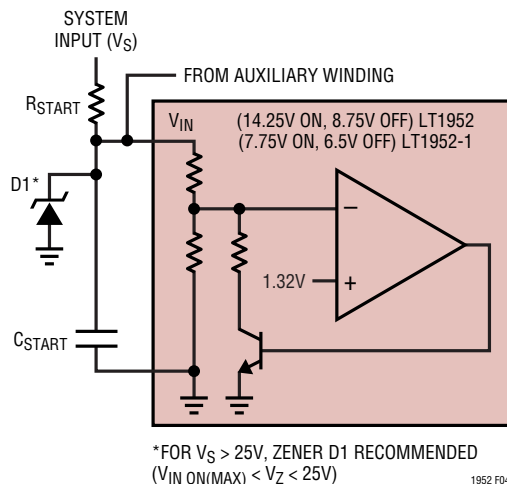 SYSTEM
INPUT (VS)
FROM AUXILIARY WINDING
RSTART
VIN
(14.25V ON, 8.75V OFF) LT1952
(7.75V ON, 6.5V OFF) LT1952-1
D1*
−
1.32V
+
CSTART
*FOR VS > 25V, ZENER D1 RECOMMENDED
(VIN ON(MAX) < VZ < 25V)
1952 F04